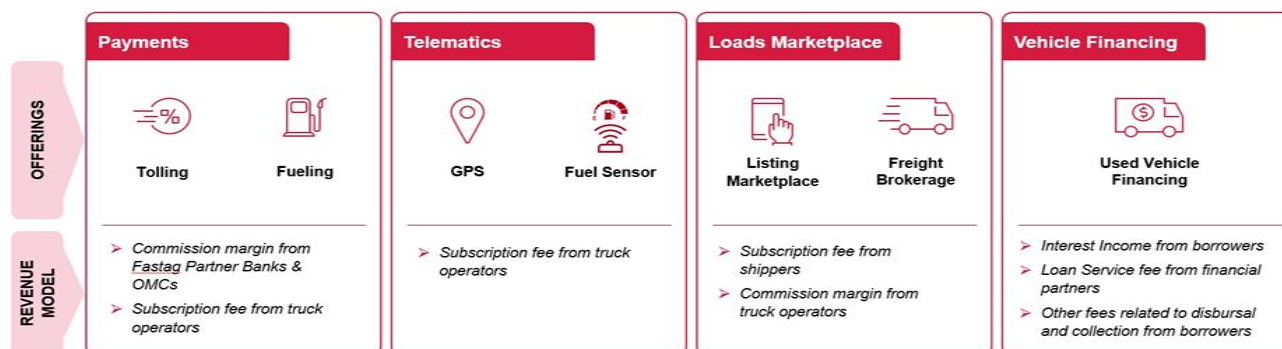 Payments
Telematics
Loads Marketplace
Vehicle Financing
OFFERINGS
%
Tolling
Fueling
GPS
E F
Fuel Sensor
Listing
Marketplace
Freight
Brokerage
$
Used Vehicle
Financing
REVENUE
MODEL
➢ Commission margin from
Fastag Partner Banks &
OMCs
➢ Subscription fee from truck
operators
➢ Subscription fee from truck
operators
➢ Subscription fee from
shippers
➢ Commission margin from
truck operators
➢ Interest Income from borrowers
➢ Loan Service fee from financial
partners
➢ Other fees related to disbursal
and collection from borrowers